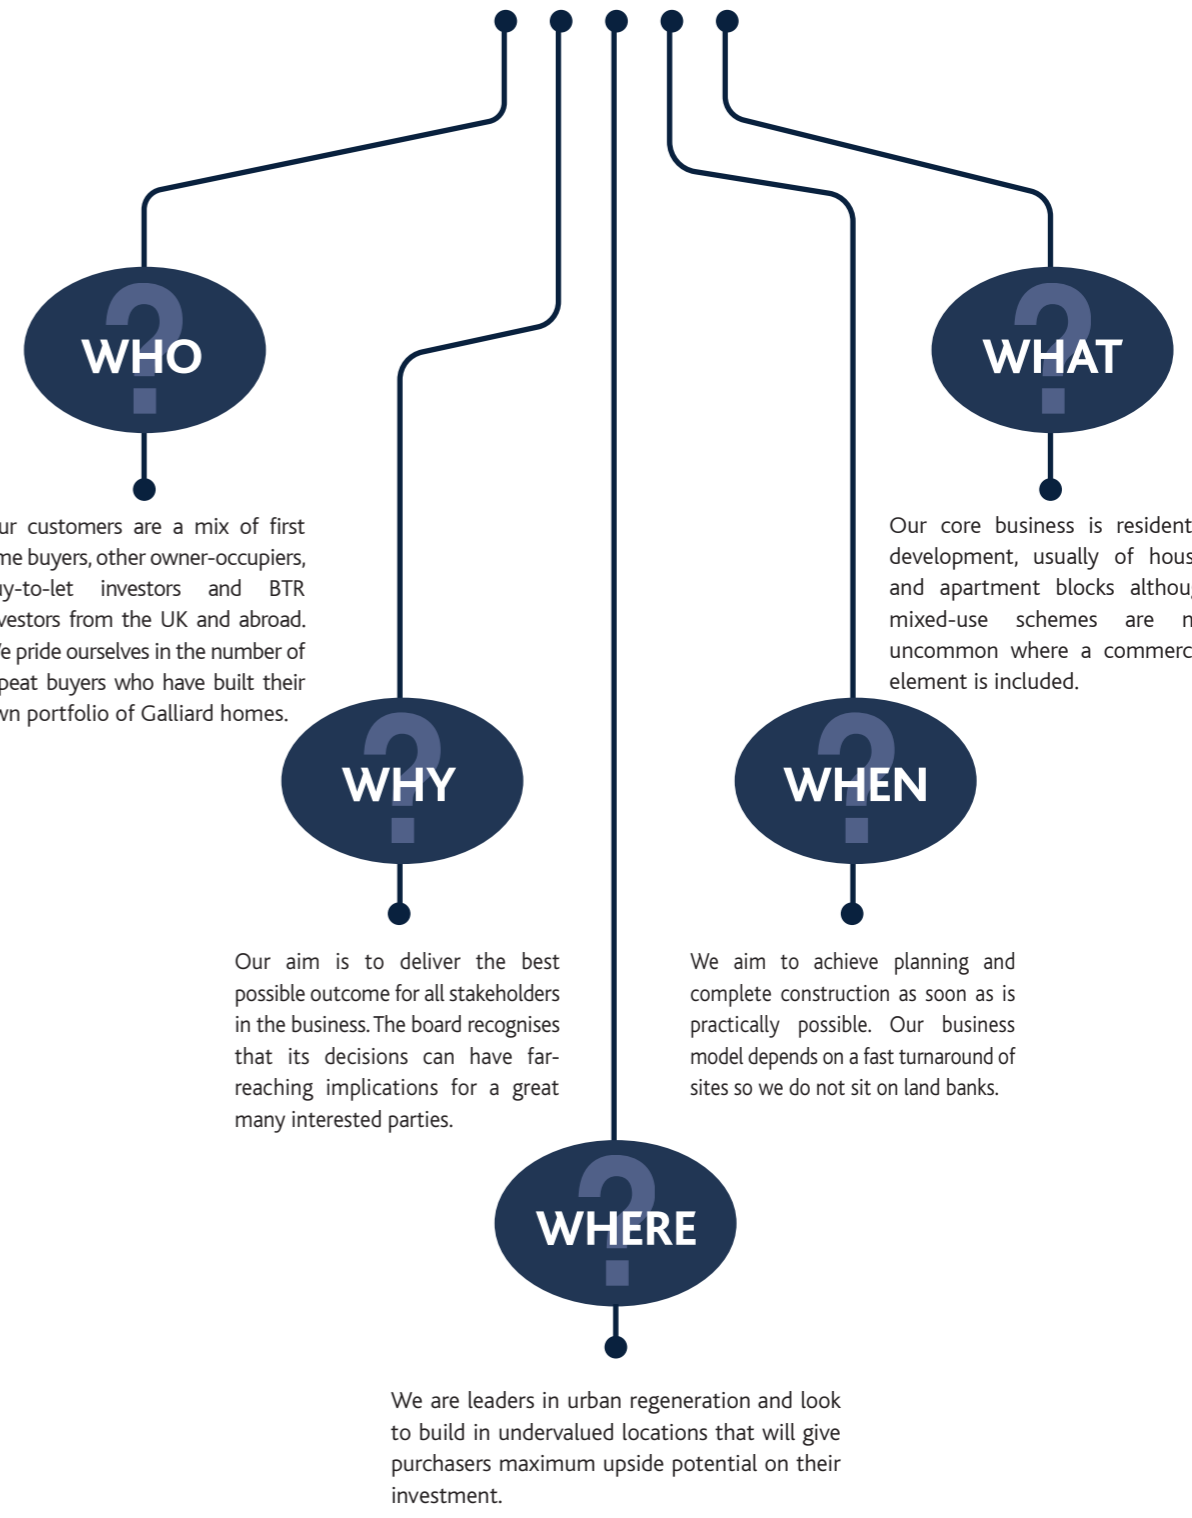 WHO
ur customers are a mix of first
me buyers, other owner-occupiers,
uy-to-let investors and BTR
vestors from the UK and abroad.
e pride ourselves in the number of
peat buyers who have built their
wn portfolio of Galliard homes.
WHAT
Our core business is resident
development, usually of hous
and apartment blocks althoug
mixed-use schemes are n
uncommon where a commerc
element is included.
WHY
Our aim is to deliver the best
possible outcome for all stakeholders
in the business. The board recognises
that its decisions can have far-
reaching implications for a great
many interested parties.
WHEN
We aim to achieve planning and
complete construction as soon as is
practically possible. Our business
model depends on a fast turnaround of
sites so we do not sit on land banks.
WHERE
We are leaders in urban regeneration and look
to build in undervalued locations that will give
purchasers maximum upside potential on their
investment.